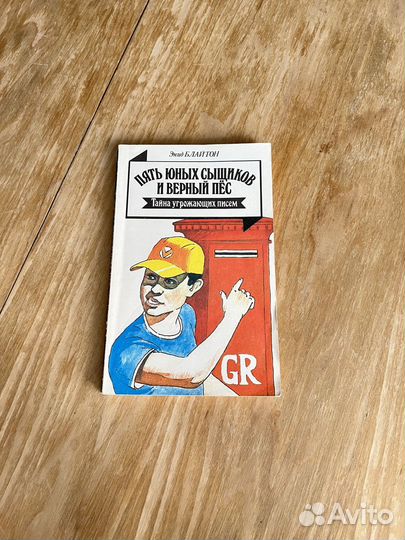 Энид БЛАЙТОН
ПЯТЬ ЮНЫХ СЫЩИКОВ
И ВЕРНЫЙ ПЁС
Тайна угрожающих писем
GR
Avito